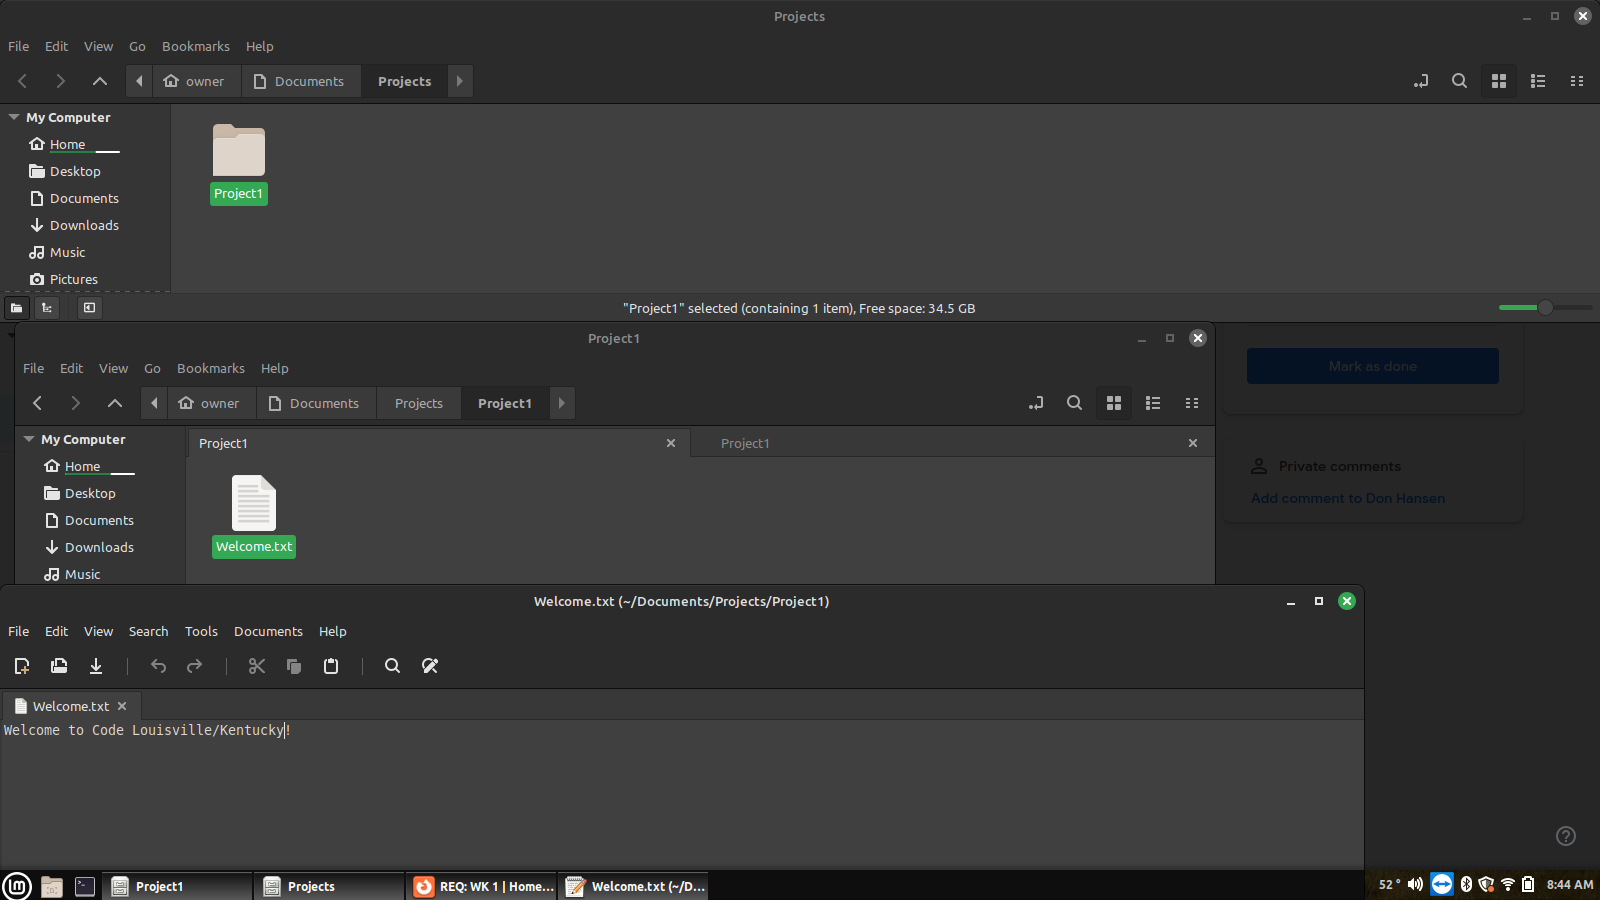 Projects
File Edit View Go Bookmarks Help
owner Documents Projects
My Computer
Home
Desktop
Documents
Downloads
Music
Pictures
Project1
"Project1" selected (containing 1 item), Free space: 34.5 GB
Project1
File Edit View Go Bookmarks Help
owner Documents Projects Project1
My Computer
Home
Desktop
Documents
Downloads
Music
Project1 Project1
Welcome.txt
Mark as done
Private comments
Add comment to Don Hansen
Welcome.txt (~/Documents/Projects/Project1)
File Edit View Search Tools Documents Help
Welcome.txt
Welcome to Code Louisville/Kentucky!
Project1 Projects REQ: WK 1 | Home... Welcome.txt (~/D... 52 ° 8:44 AM